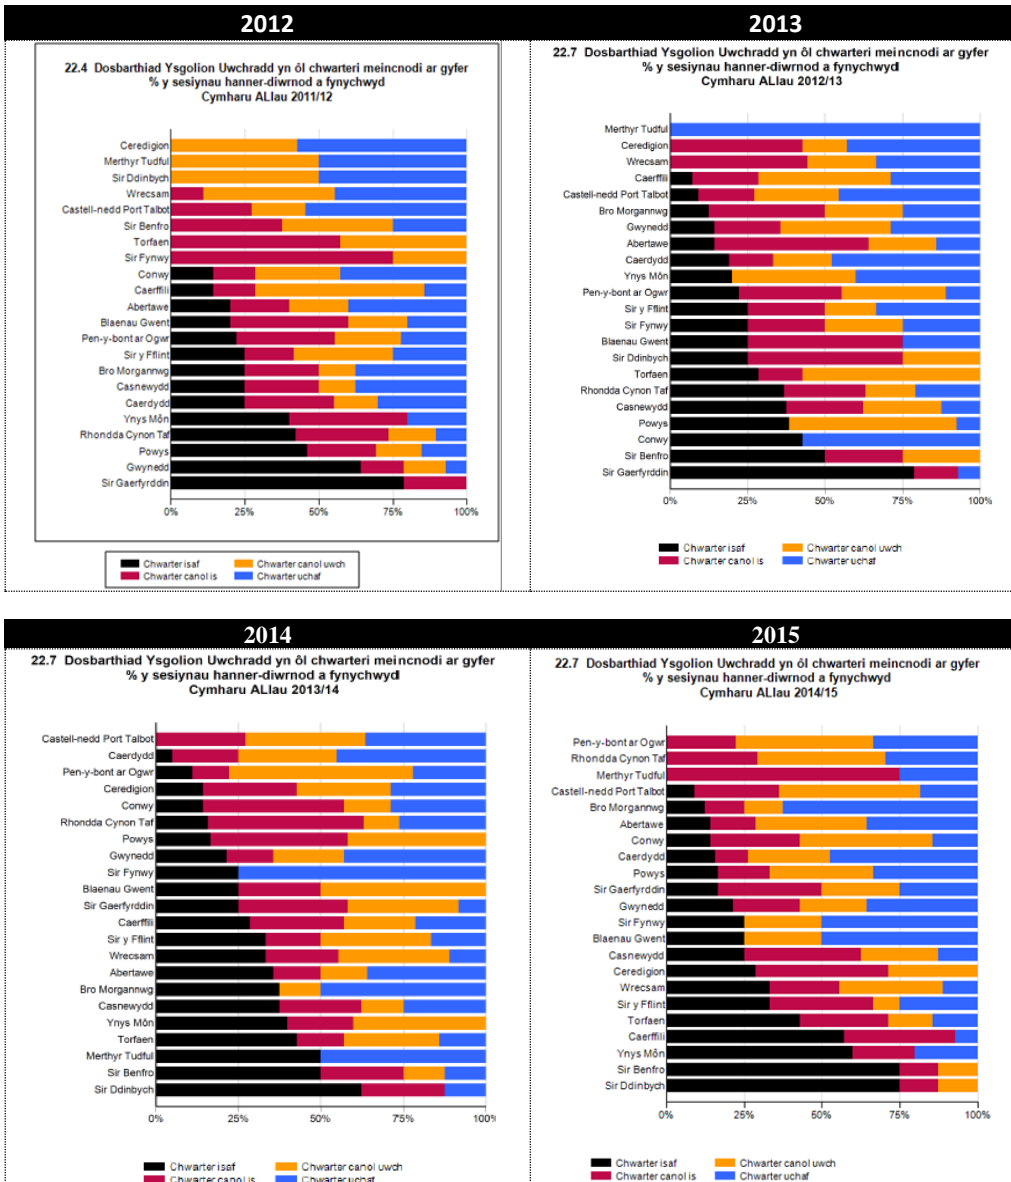 2012
22.4 Dosbarthiad Ysgolion Uwchradd yn ôl chwarteri meincnodi ar gyfer
% y sesiynau hanner-diwrnod a fynychwyd
Cymharu ALlau 2011/12
Ceredigion
Merthyr Tudful
Sir Ddinbych
Wrecsam
Castell-nedd Port Talbot
Sir Benfro
Torfaen
Sir Fynwy
Conwy
Caerffili
Abertawe
Blaenau Gwent
Pen-y-bont ar Ogwr
Sir y Fflint
Bro Morgannwg
Casnewydd
Caerdydd
Ynys Môn
Rhondda Cynon Taf
Powys
Gwynedd
Sir Gaerfyrddin
0% 25% 50% 75% 100%
Chwarter isaf Chwarter canol uwch
Chwarter canol is Chwarter uchaf
2013
22.7 Dosbarthiad Ysgolion Uwchradd yn ôl chwarteri meincnodi ar gyfer
% y sesiynau hanner-diwrnod a fynychwyd
Cymharu ALlau 2012/13
Merthyr Tudful
Ceredigion
Wrecsam
Caerffili
Castell-nedd Port Talbot
Bro Morgannwg
Gwynedd
Abertawe
Caerdydd
Ynys Môn
Pen-y-bont ar Ogwr
Sir y Fflint
Sir Fynwy
Blaenau Gwent
Sir Ddinbych
Torfaen
Rhondda Cynon Taf
Casnewydd
Powys
Conwy
Sir Benfro
Sir Gaerfyrddin
0% 25% 50% 75% 100%
Chwarter isaf Chwarter canol uwch
Chwarter canol is Chwarter uchaf
2014
22.7 Dosbarthiad Ysgolion Uwchradd yn ôl chwarteri meincnodi ar gyfer
% y sesiynau hanner-diwrnod a fynychwyd
Cymharu ALlau 2013/14
Castell-nedd Port Talbot
Caerdydd
Pen-y-bont ar Ogwr
Ceredigion
Conwy
Rhondda Cynon Taf
Powys
Gwynedd
Sir Fynwy
Blaenau Gwent
Sir Gaerfyrddin
Caerffili
Sir y Fflint
Wrecsam
Abertawe
Bro Morgannwg
Casnewydd
Ynys Môn
Torfaen
Merthyr Tudful
Sir Benfro
Sir Ddinbych
0% 25% 50% 75% 100%
Chwarter isaf Chwarter canol uwch
Chwarter canol is Chwarter uchaf
2015
22.7 Dosbarthiad Ysgolion Uwchradd yn ôl chwarteri meincnodi ar gyfer
% y sesiynau hanner-diwrnod a fynychwyd
Cymharu ALlau 2014/15
Pen-y-bont ar Ogwr
Rhondda Cynon Taf
Merthyr Tudful
Castell-nedd Port Talbot
Bro Morgannwg
Abertawe
Conwy
Caerdydd
Powys
Sir Gaerfyrddin
Gwynedd
Sir Fynwy
Blaenau Gwent
Casnewydd
Ceredigion
Wrecsam
Sir y Fflint
Torfaen
Caerffili
Ynys Môn
Sir Benfro
Sir Ddinbych
0% 25% 50% 75% 100%
Chwarter isaf Chwarter canol uwch
Chwarter canol is Chwarter uchaf